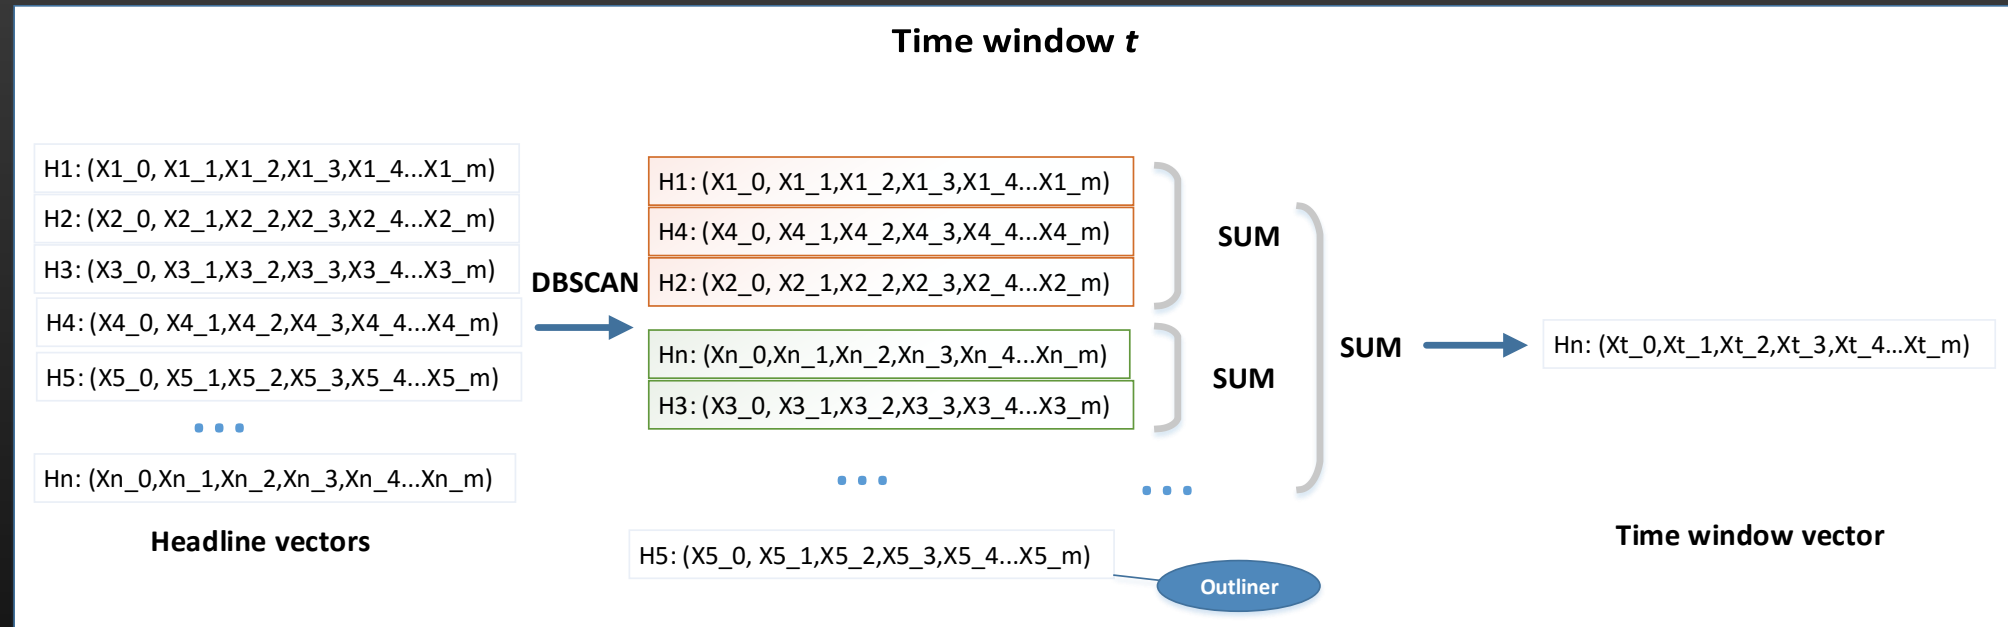 Time window t
H1: (X1_0, X1_1,X1_2,X1_3,X1_4...X1_m)
H2: (X2_0, X2_1,X2_2,X2_3,X2_4...X2_m)
H3: (X3_0, X3_1,X3_2,X3_3,X3_4...X3_m)
H4: (X4_0, X4_1,X4_2,X4_3,X4_4...X4_m)
H5: (X5_0, X5_1,X5_2,X5_3,X5_4...X5_m)
...
Hn: (Xn_0,Xn_1,Xn_2,Xn_3,Xn_4...Xn_m)
Headline vectors
DBSCAN
H1: (X1_0, X1_1,X1_2,X1_3,X1_4...X1_m)
H4: (X4_0, X4_1,X4_2,X4_3,X4_4...X4_m)
H2: (X2_0, X2_1,X2_2,X2_3,X2_4...X2_m)
Hn: (Xn_0,Xn_1,Xn_2,Xn_3,Xn_4...Xn_m)
H3: (X3_0, X3_1,X3_2,X3_3,X3_4...X3_m)
...
H5: (X5_0, X5_1,X5_2,X5_3,X5_4...X5_m)
Outliner
SUM
SUM
...
SUM
Hn: (Xt_0,Xt_1,Xt_2,Xt_3,Xt_4...Xt_m)
Time window vector